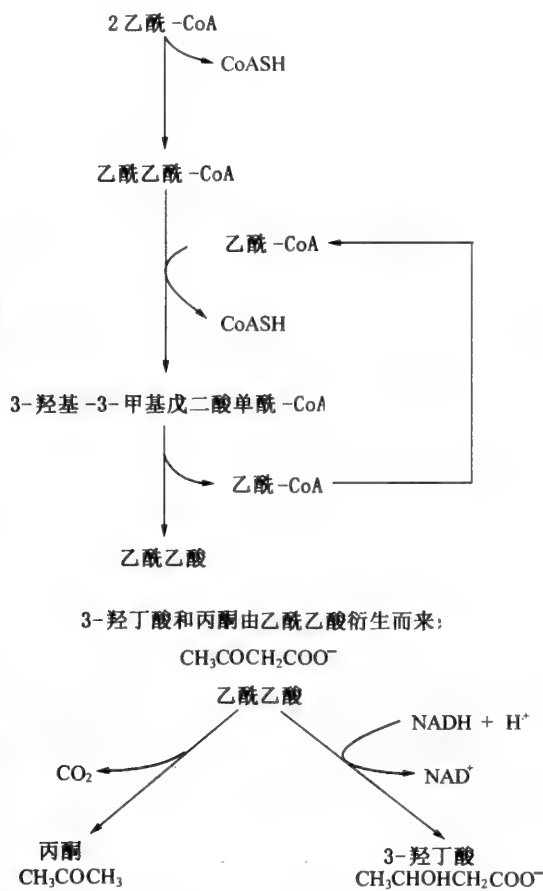 2乙酰-CoA
CoASH
乙酰乙酰-CoA
乙酰-CoA
CoASH
3-羟基-3-甲基戊二酸单酰-CoA
乙酰-CoA
乙酰乙酸
3-羟丁酸和丙酮由乙酰乙酸衍生而来:
CH₃COCH₂COO⁻
乙酰乙酸
NADH + H⁺
CO₂
NAD⁺
丙酮
3-羟丁酸
CH₃COCH₃
CH₃CHOHCH₂COO⁻